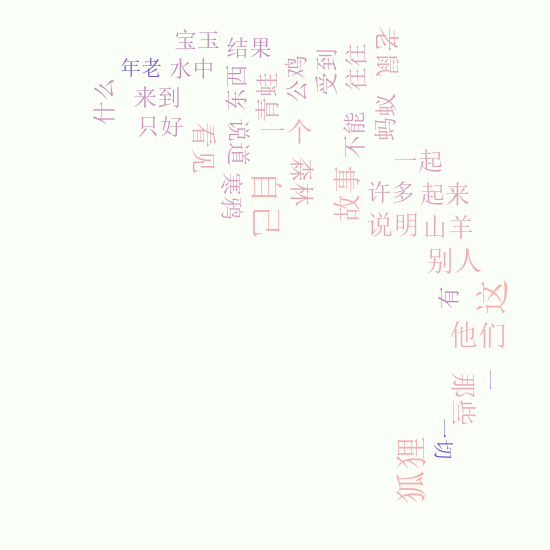 宝玉
结果
年老
水中
什么
来到
只好
看见
东西
青蛙
公鸡
受到
往往
老鼠
说道
一个
不能
蚂蚁
寒鸦
自己
森林
故事
一起
许多
起来
说明
山羊
别人
有
这
他们
那些
一
一切
狐狸